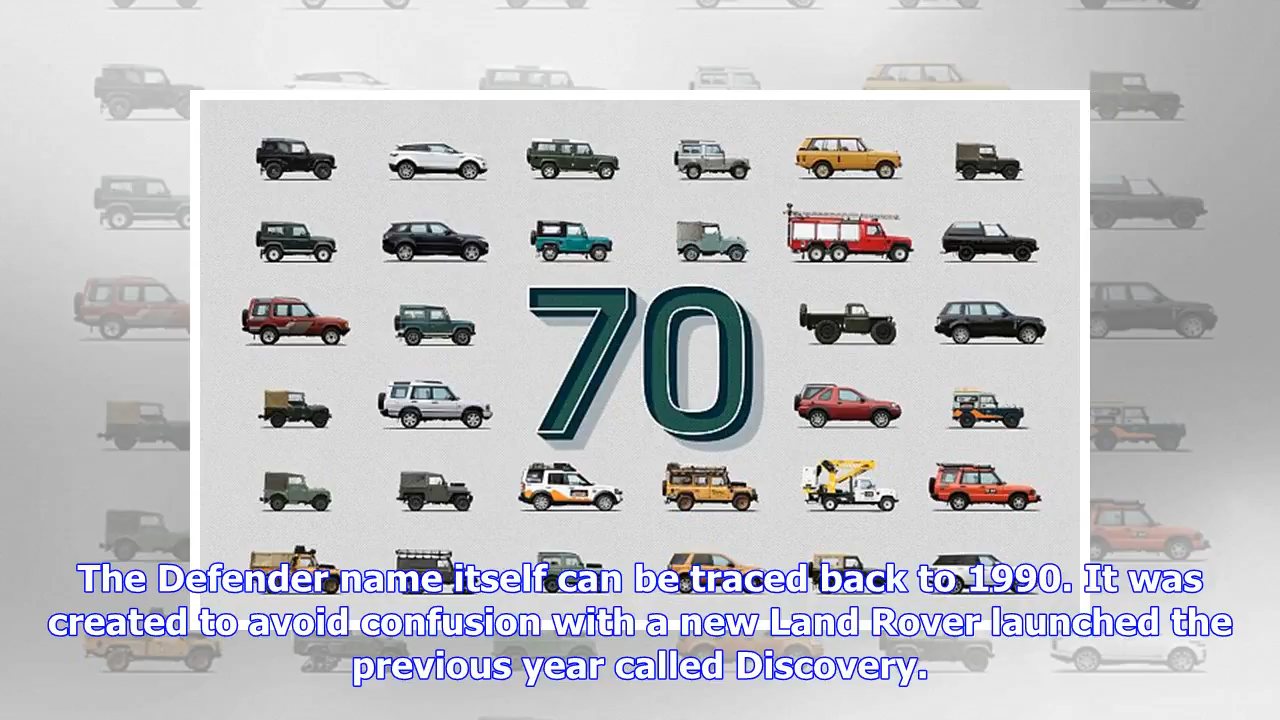 70
The Defender name itself can be traced back to 1990. It was
created to avoid confusion with a new Land Rover launched the
previous year called Discovery.